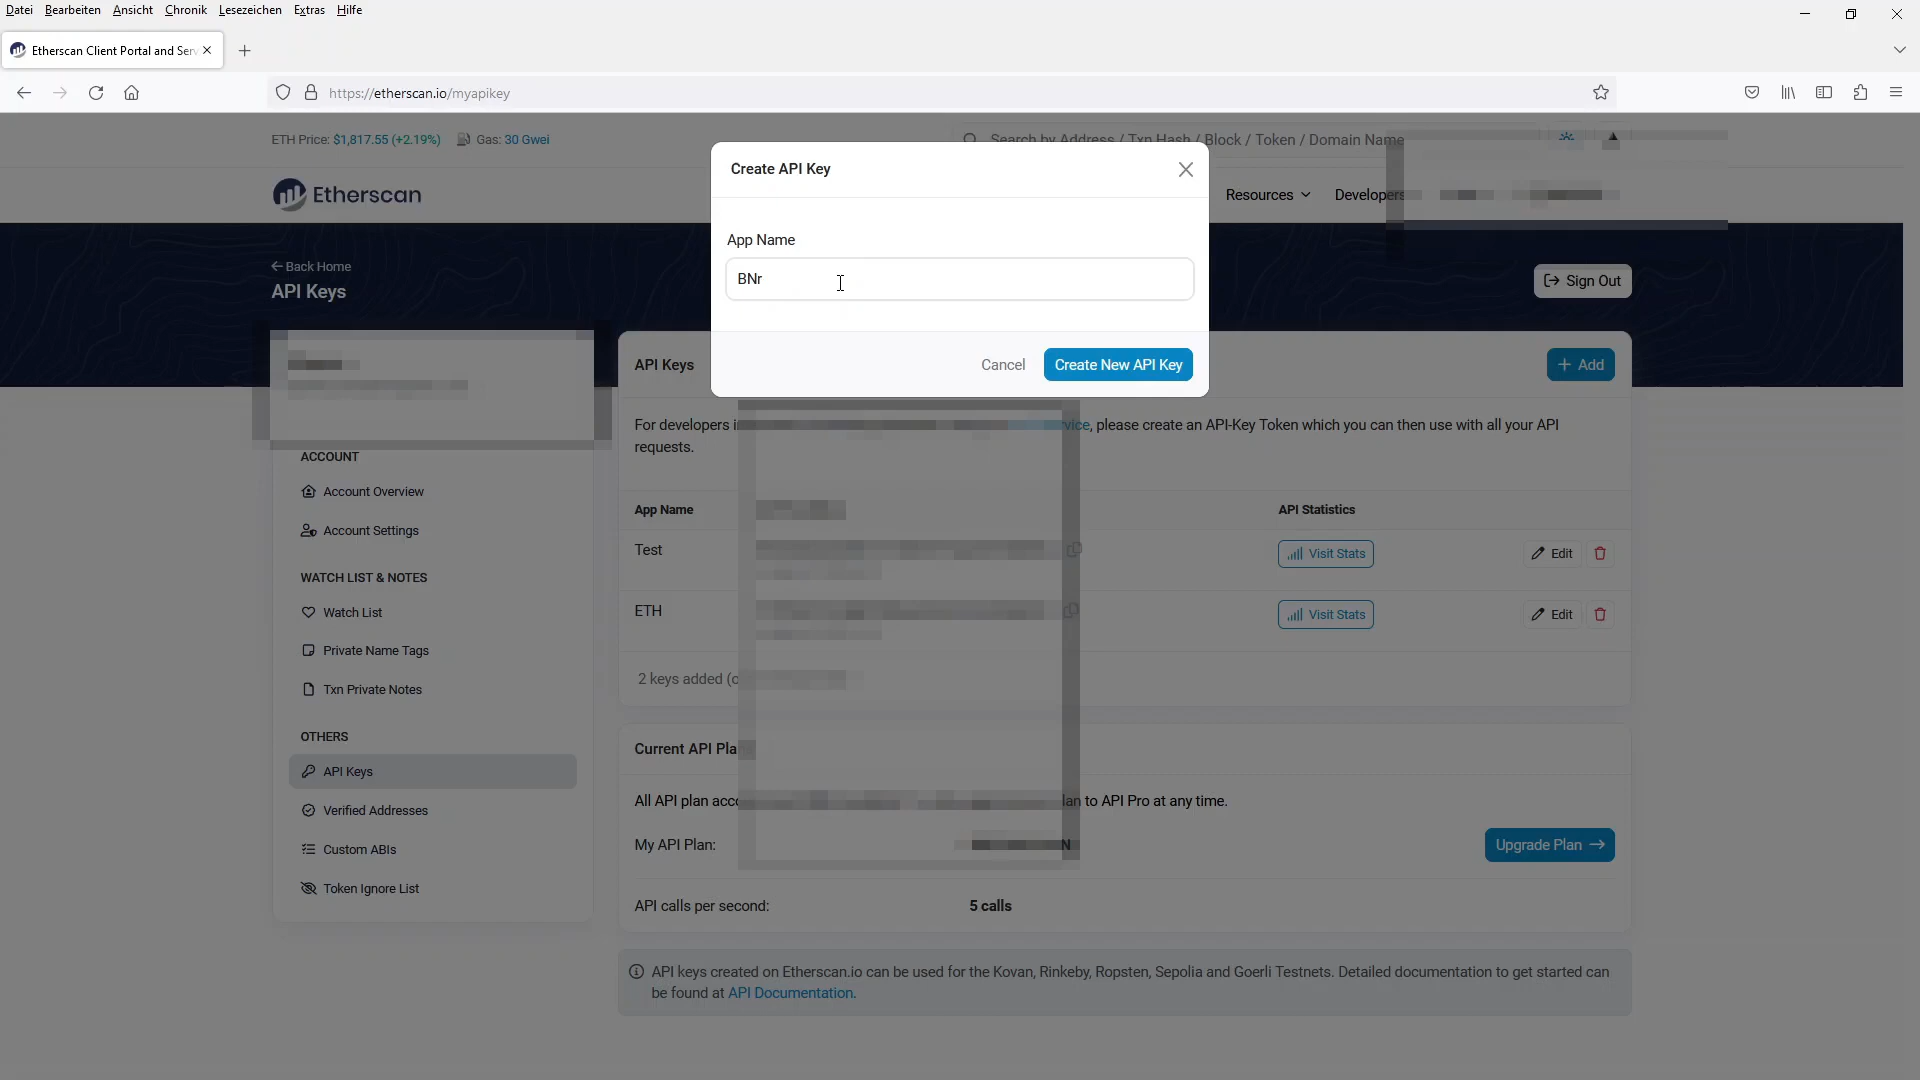 Datei Bearbeiten Ansicht Chronik Lesezeichen Extras Hilfe
Etherscan Client Portal and Serv
https://etherscan.io/myapikey
ETH Price: $1,817.55 (+2.19%) Gas: 30 Gwei
Search by Address / Txn Hash / Block / Token / Domain Name
Create API Key
Etherscan
Resources
Developers
App Name
BNr
Cancel
Create New API Key
Back Home
API Keys
Sign Out
API Keys
+ Add
For developers vice, please create an API-Key Token which you can then use with all your API
requests.
App Name API Statistics
Test Visit Stats Edit
ETH Visit Stats Edit
2 keys added
ACCOUNT
Account Overview
Account Settings
WATCH LIST & NOTES
Watch List
Private Name Tags
Txn Private Notes
OTHERS
API Keys
Verified Addresses
Custom ABIs
Token Ignore List
Current API Pla
All API plan lan to API Pro at any time.
My API Plan: N
Upgrade Plan
API calls per second: 5 calls
API keys created on Etherscan.io can be used for the Kovan, Rinkeby, Ropsten, Sepolia and Goerli Testnets. Detailed documentation to get started can
be found at API Documentation.